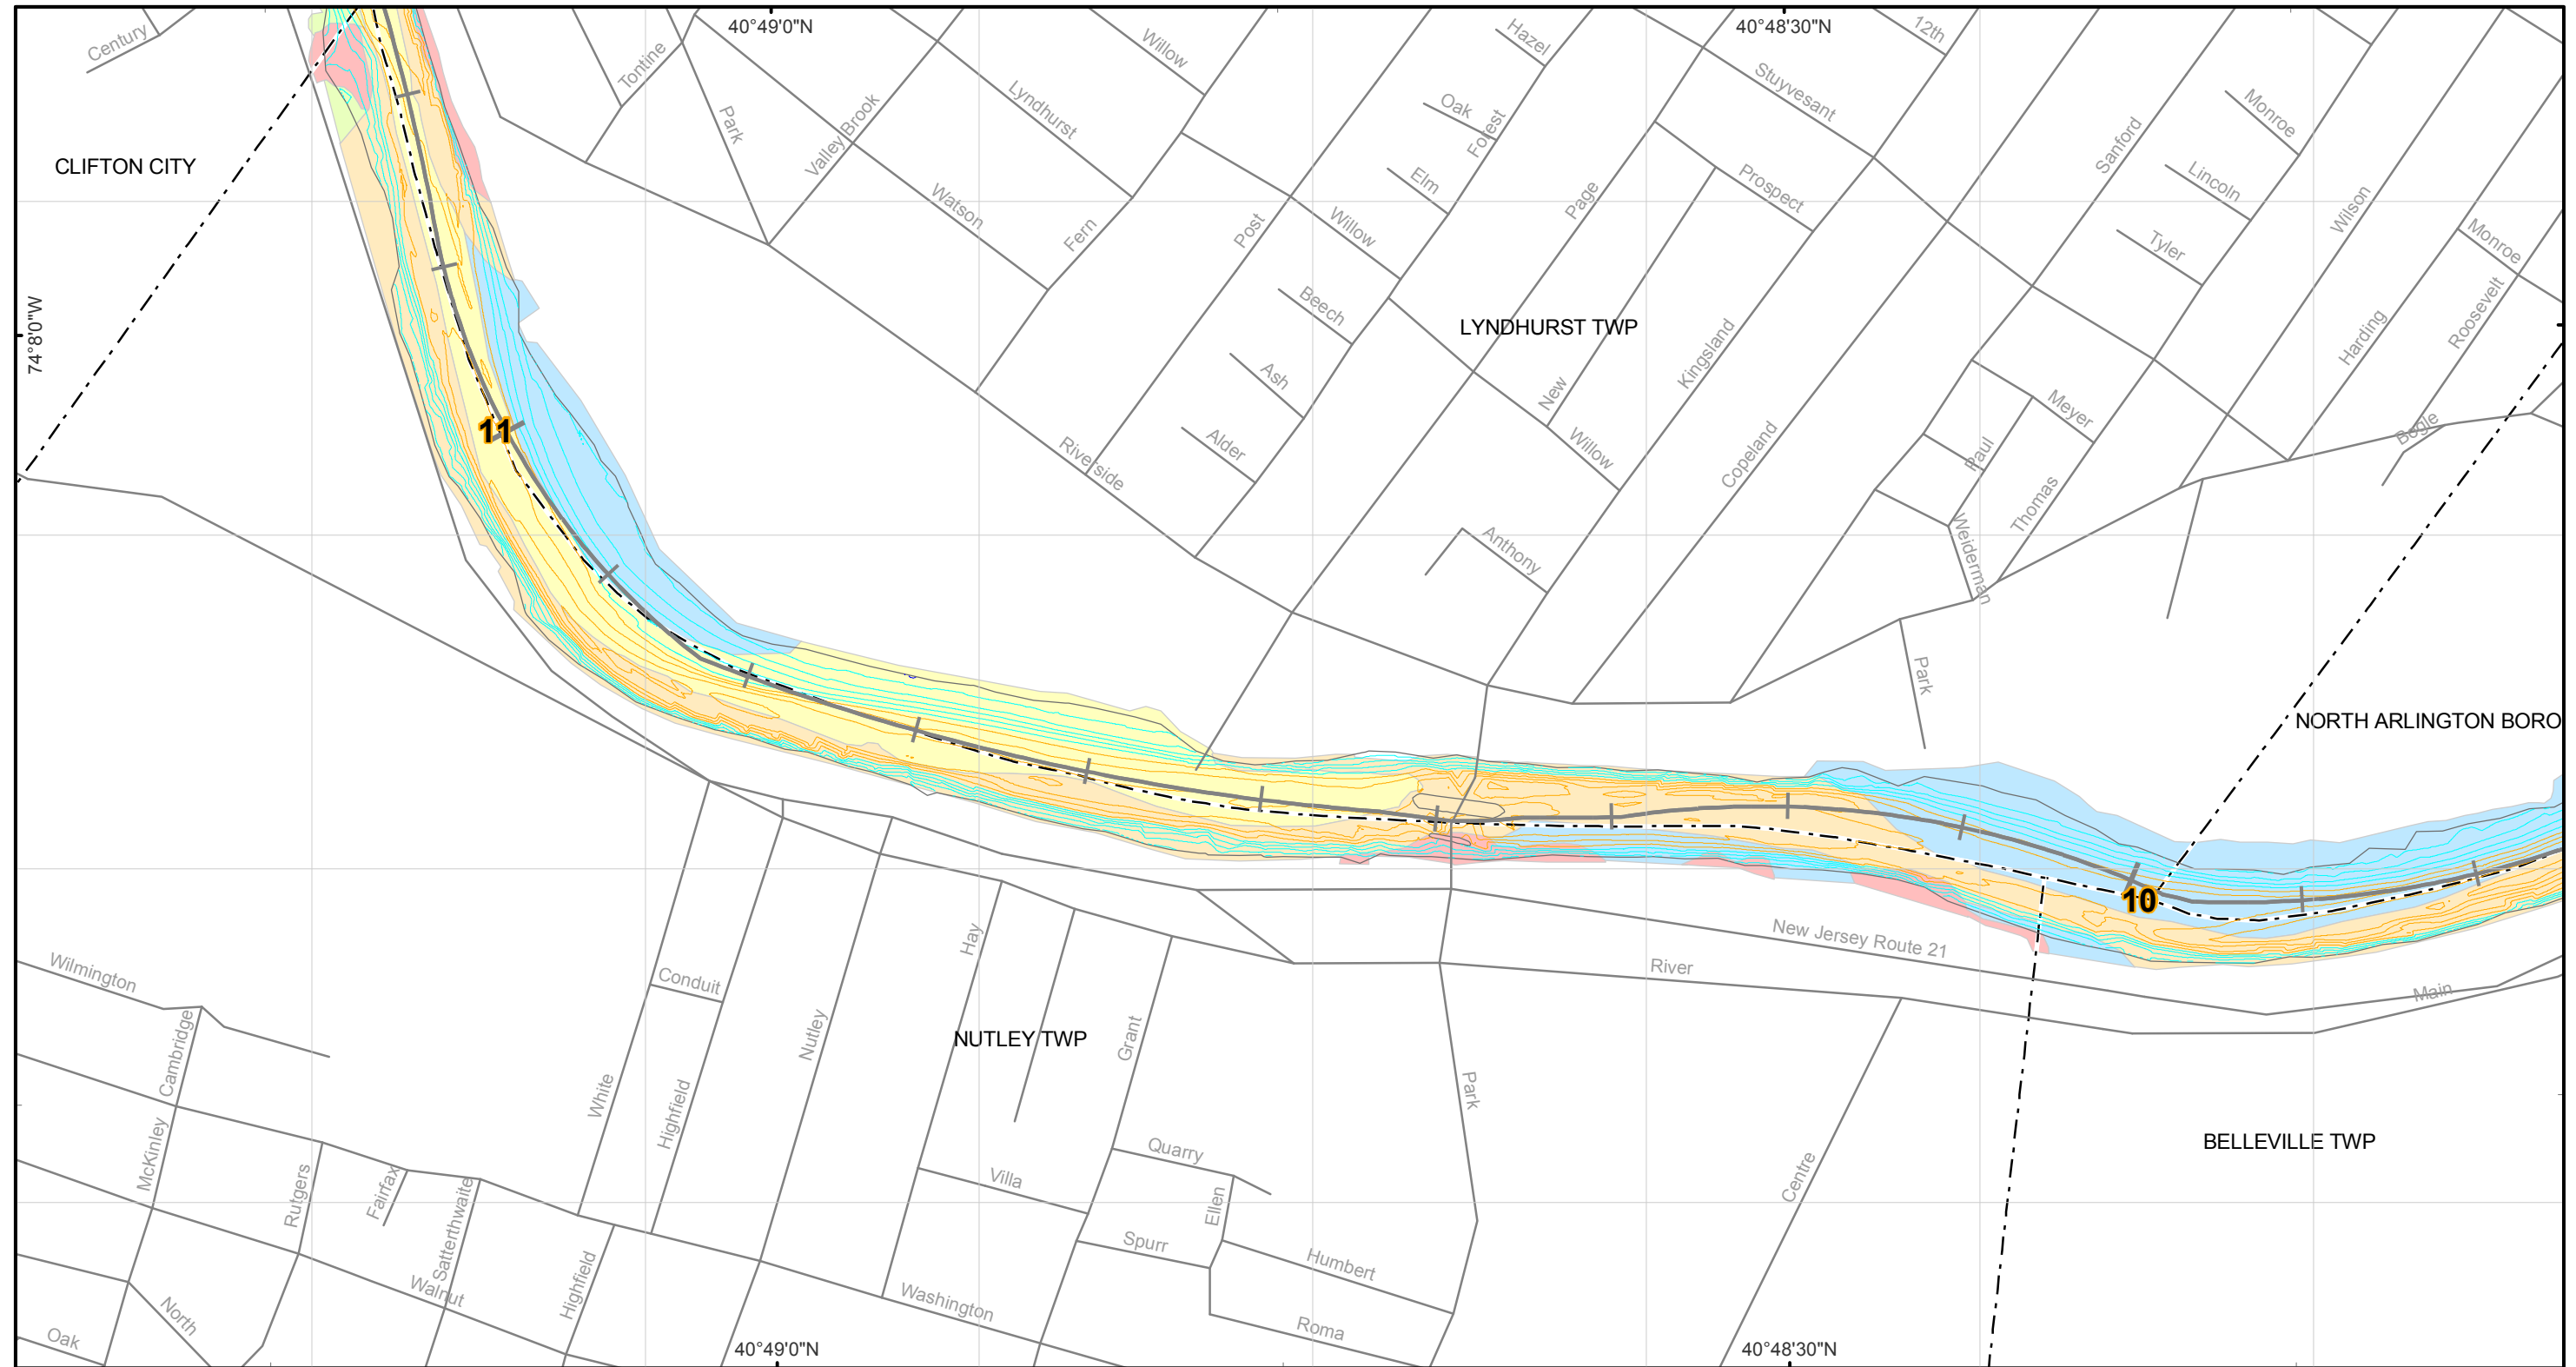 40°49'0"N
40°48'30"N
Century
Tontine
Park
Valley Brook
Willow
Lyndhurst
Watson
Fern
Hazel
Oak
Forest
Elm
Post
Willow
Page
12th
Stuyvesant
Prospect
Sanford
Monroe
Lincoln
Tyler
Wilson
Monroe
Roosevelt
Harding
CLIFTON CITY
74°8'0"W
LYNDHURST TWP
Beech
Ash
Alder
Riverside
New
Kingsland
Willow
Copeland
Meyer
Paul
Thomas
Weiderman
Bogle
Anthony
11
Park
NORTH ARLINGTON BORO
10
New Jersey Route 21
River
Main
Wilmington
Cambridge
Conduit
Hay
Nutley
Grant
NUTLEY TWP
White
Highfield
Park
McKinley
Rutgers
Fairfax
Satterthwaite
Walnut
Highfield
Villa
Quarry
Ellen
Spurr
Humbert
Roma
Washington
Centre
BELLEVILLE TWP
North
Oak
40°49'0"N
40°48'30"N